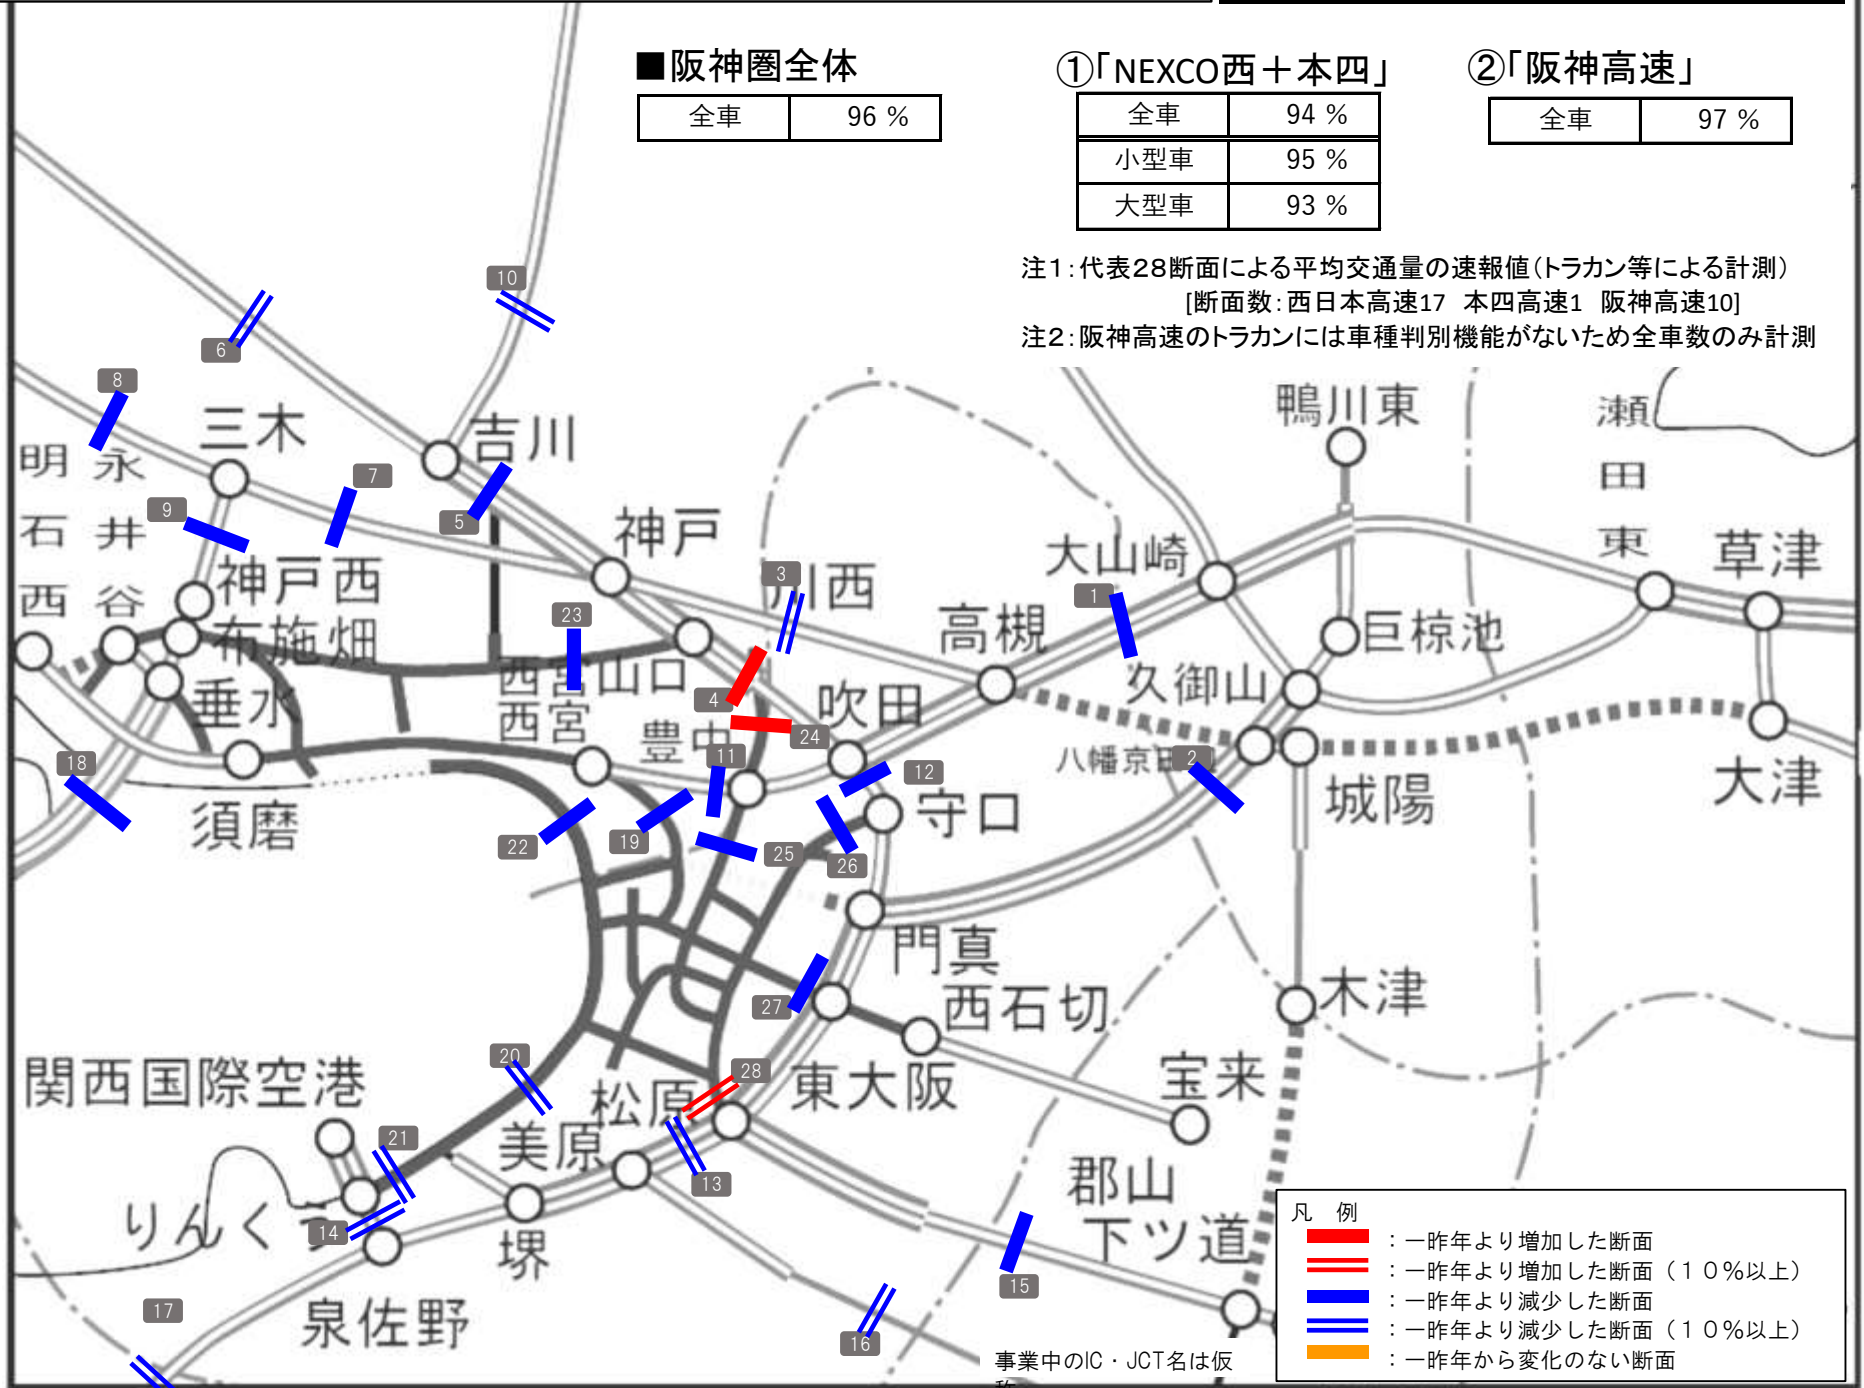 ■阪神圏全体
全車 96 %
①「NEXCO西＋本四」
全車 94 %
小型車 95 %
大型車 93 %
②「阪神高速」
全車 97 %
注1：代表28断面による平均交通量の速報値（トラカン等による計測）
[断面数：西日本高速17 本四高速1 阪神高速10]
注2：阪神高速のトラカンには車種判別機能がないため全車数のみ計測
10
6
8
三木
吉川
7
明石西
永井谷
9
5
神戸
神戸西
布施畑
23
3
川西
大山崎
1
鴨川東
瀬田東
草津
高槻
巨椋池
久御山
垂水
西宮山口
西宮
4
24
豊中
吹田
11
12
八幡京田
2
城陽
大津
18
須磨
22
19
25
26
守口
門真
27
西石切
木津
関西国際空港
20
松原
28
東大阪
宝来
美原
21
13
りんくう
14
堺
郡山下ツ道
15
17
泉佐野
16
事業中のIC・JCT名は仮
凡 例
：一昨年より増加した断面
：一昨年より増加した断面（１０％以上）
：一昨年より減少した断面
：一昨年より減少した断面（１０％以上）
：一昨年から変化のない断面